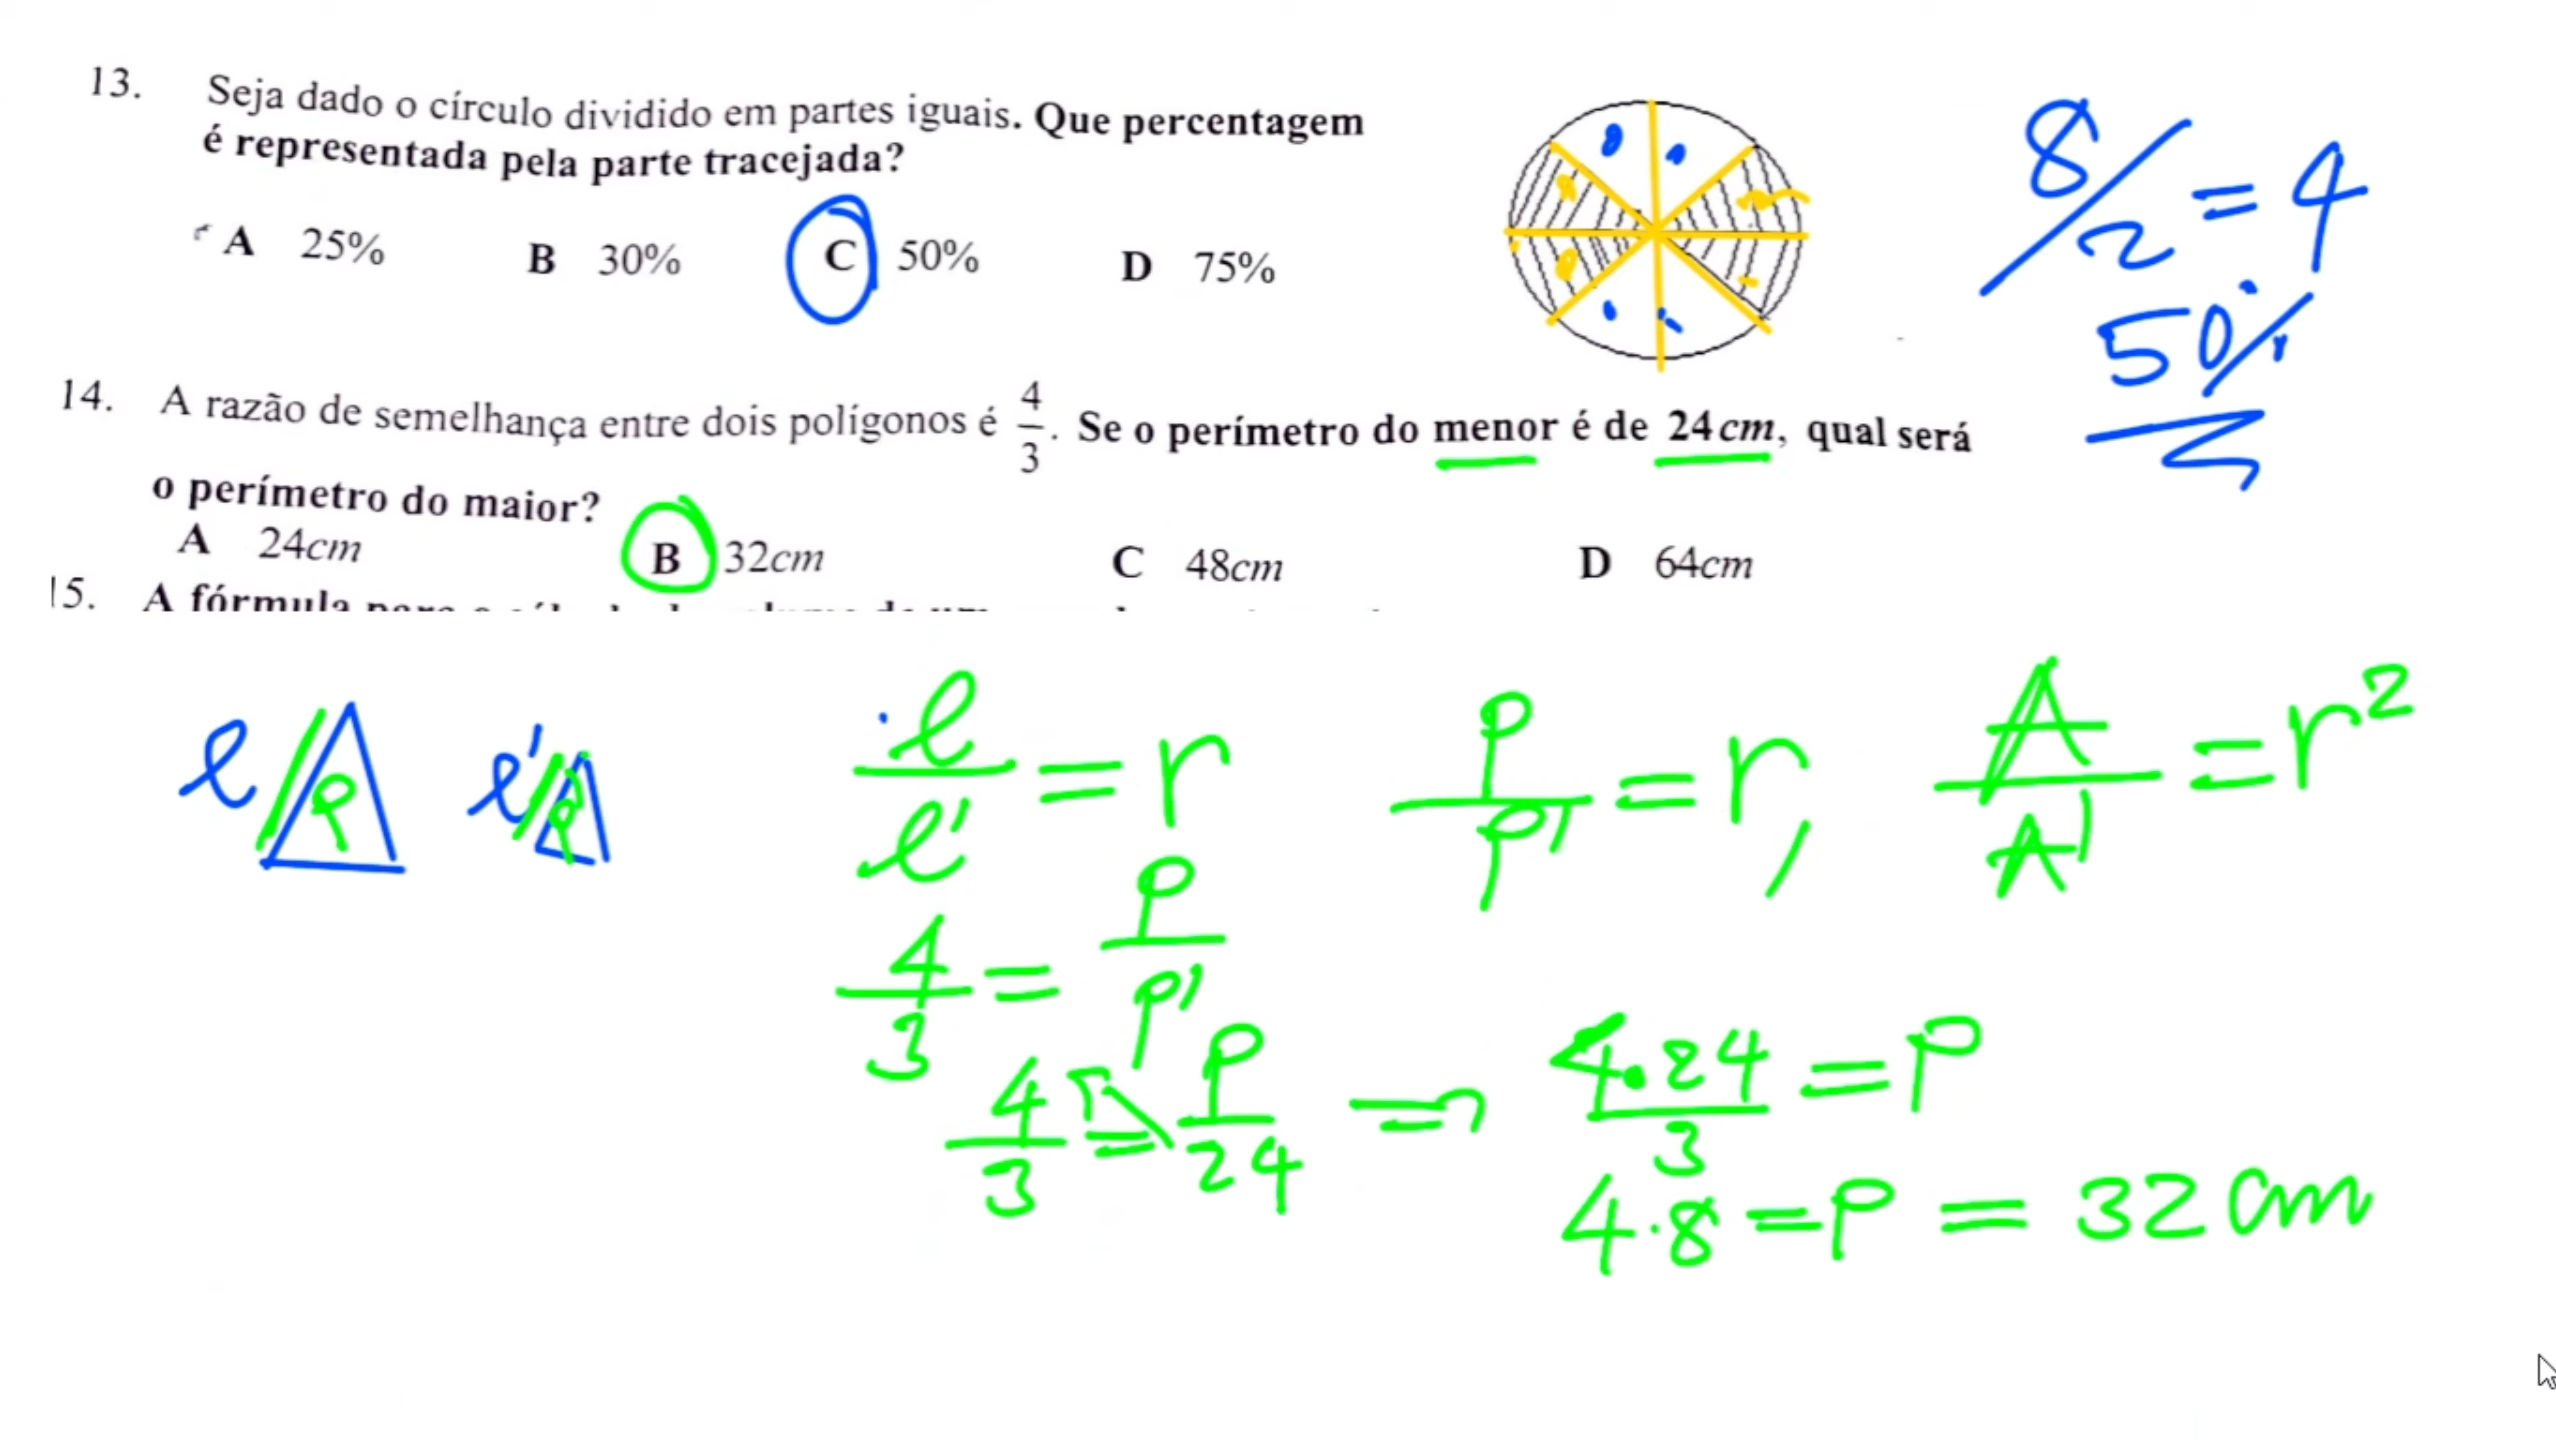 13. Seja dado o círculo dividido em partes iguais. Que percentagem
é representada pela parte tracejada?
A 25% B 30% C 50% D 75%
8/2 = 4
50%
14. A razão de semelhança entre dois polígonos é 4/3. Se o perímetro do menor é de 24cm, qual será
o perímetro do maior?
A 24cm B 32cm C 48cm D 64cm
15. A fórmula
l P l' P
l/l' = r P/P' = r, A/A' = r²
4/3 = P/P'
4/3 = P/24 => 4.24/3 = P
4.8 = P = 32 cm